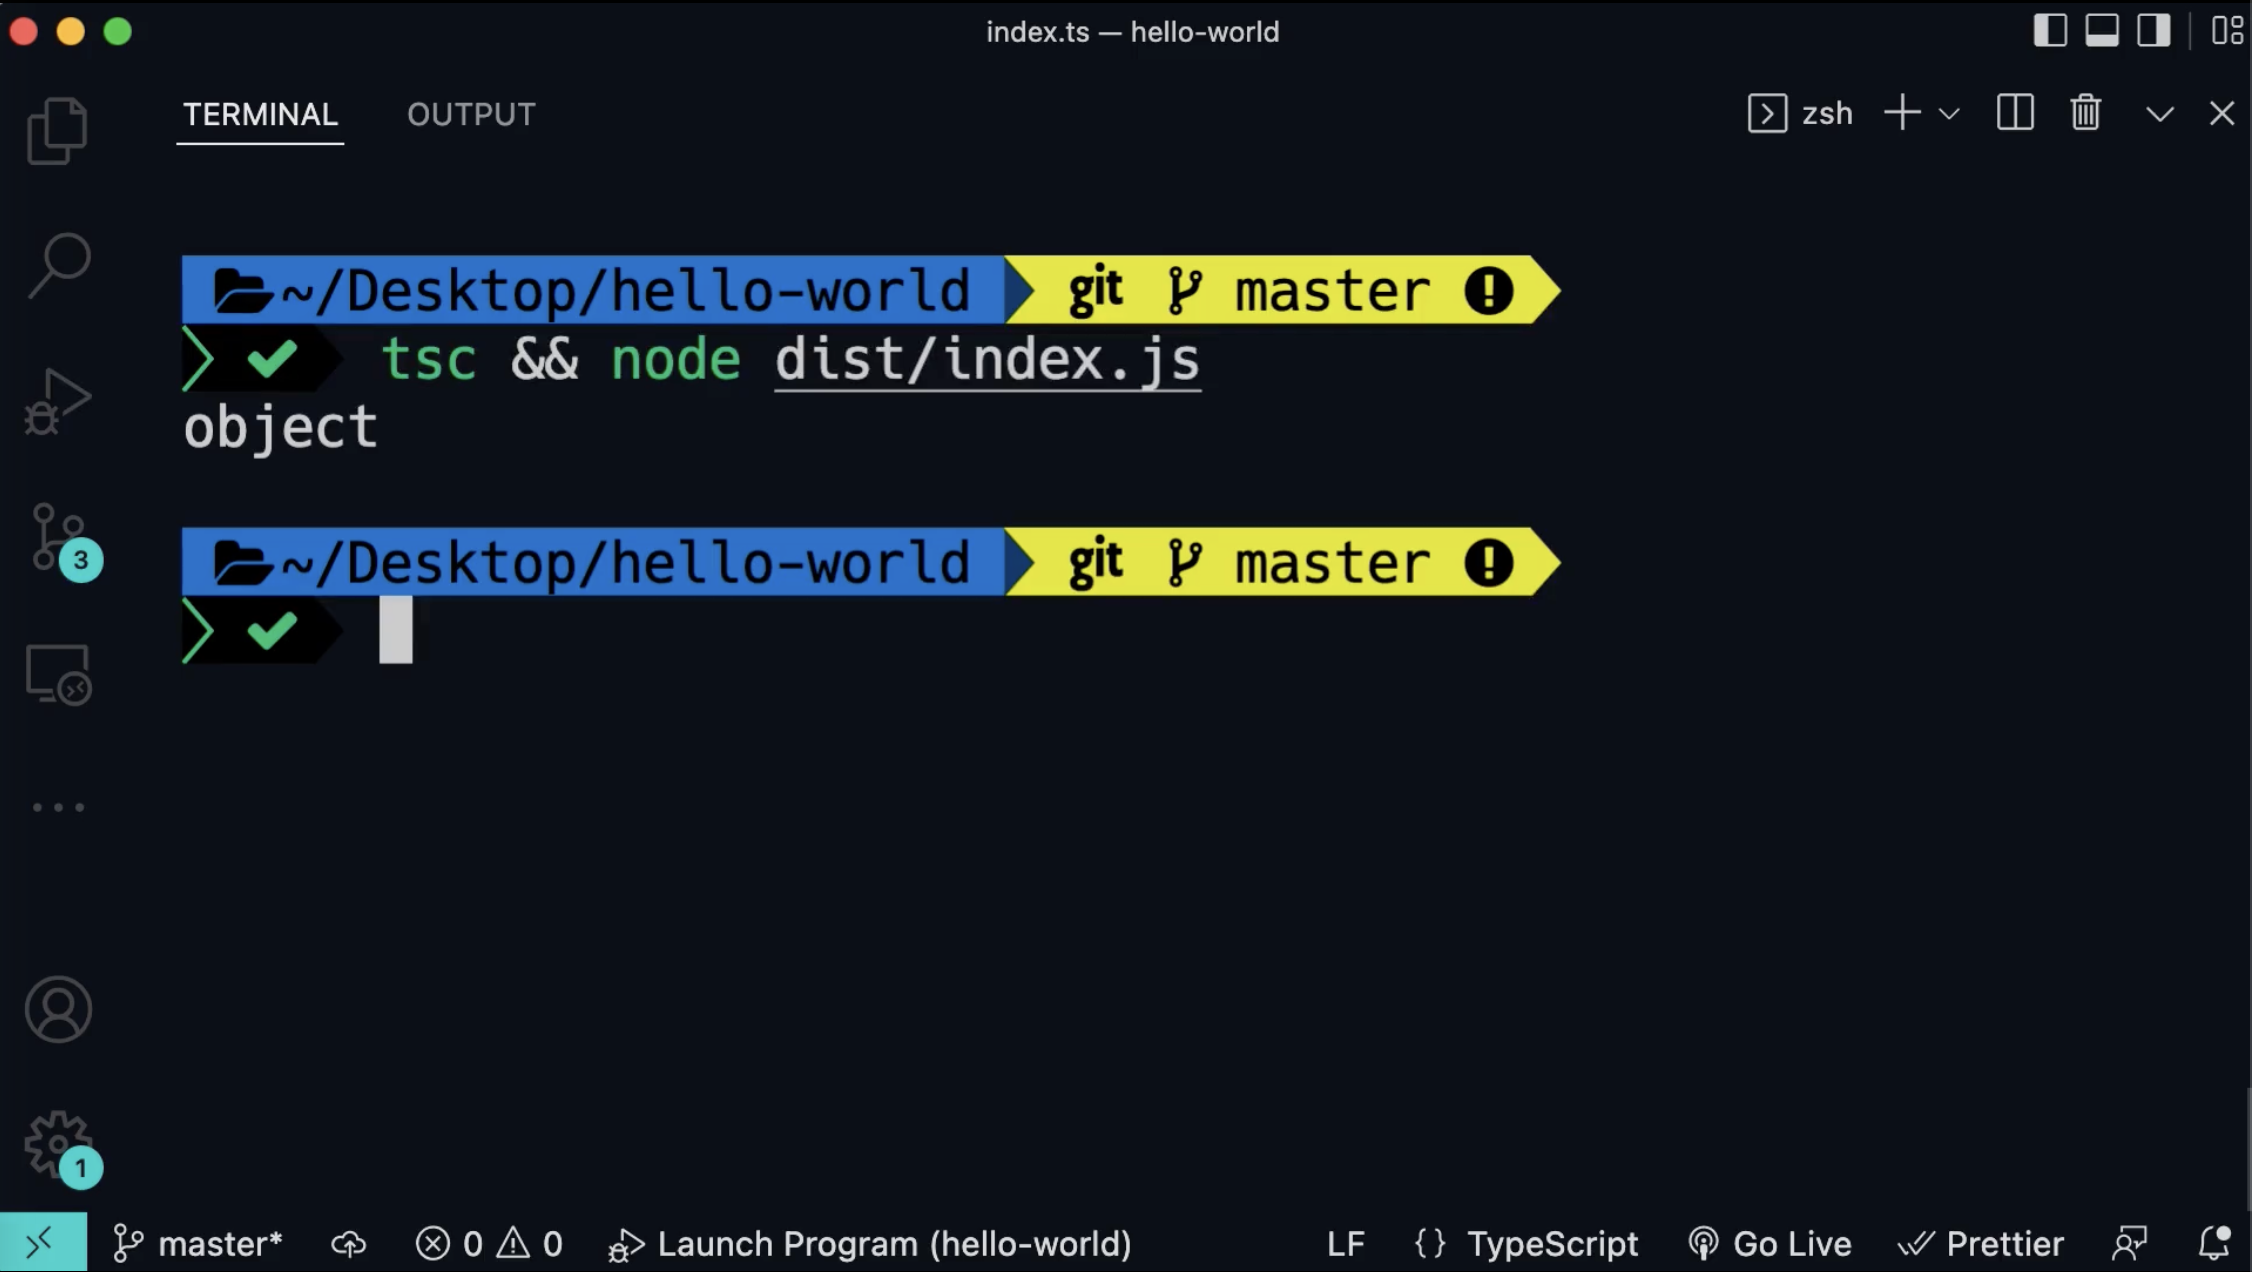 index.ts — hello-world
TERMINAL OUTPUT zsh
~/Desktop/hello-world git master
tsc && node dist/index.js
object
~/Desktop/hello-world git master
3
1
master* 0 0 Launch Program (hello-world) LF {} TypeScript Go Live Prettier